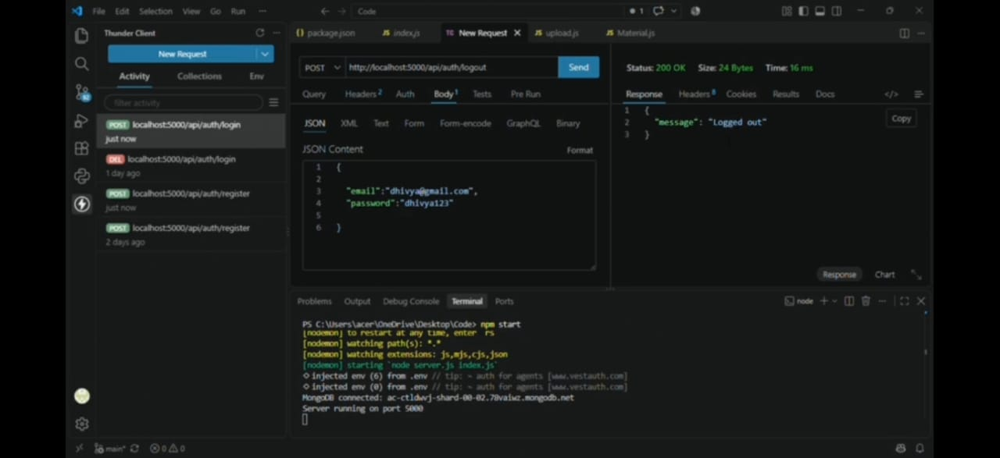 File Edit Selection View Go Run ··· Code 1
Thunder Client
New Request
Activity Collections Env
filter activity
POST localhost:5000/api/auth/login
just now
DEL localhost:5000/api/auth/login
1 day ago
POST localhost:5000/api/auth/register
just now
POST localhost:5000/api/auth/register
2 days ago
{} package.json JS index.js TC New Request JS upload.js JS Material.js
POST http://localhost:5000/api/auth/logout Send
Query Headers 2 Auth Body 1 Tests Pre Run
JSON XML Text Form Form-encode GraphQL Binary
JSON Content Format
1 {
2
3 "email":"dhivya@gmail.com",
4 "password":"dhivya123"
5
6 }
Status: 200 OK Size: 24 Bytes Time: 16 ms
Response Headers 8 Cookies Results Docs </>
1 {
2 "message": "Logged out"
3 }
Copy
Response Chart
Problems Output Debug Console Terminal Ports node
PS C:\Users\acer\OneDrive\Desktop\Code> npm start
[nodemon] to restart at any time, enter rs
[nodemon] watching path(s): *.*
[nodemon] watching extensions: js,mjs,cjs,json
[nodemon] starting `node server.js index.js`
injected env (6) from .env // tip: ~ auth for agents [www.vestauth.com]
injected env (0) from .env // tip: ~ auth for agents [www.vestauth.com]
MongoDB connected: ac-ctldwvj-shard-00-02.78vaiwz.mongodb.net
Server running on port 5000
main* 0 0